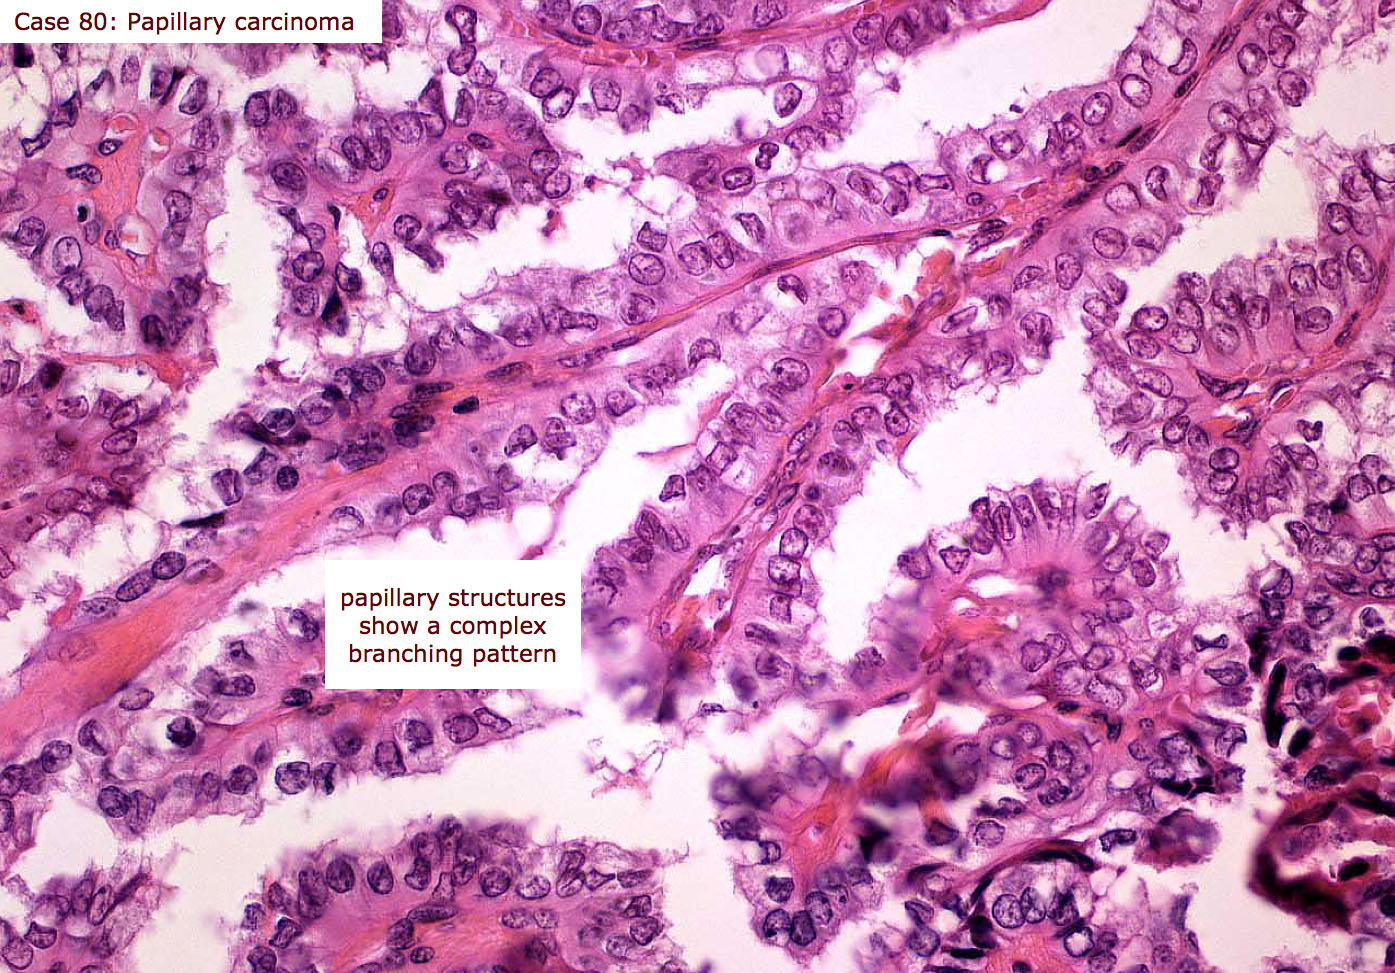 Case 80: Papillary carcinoma
papillary structures
show a complex
branching pattern